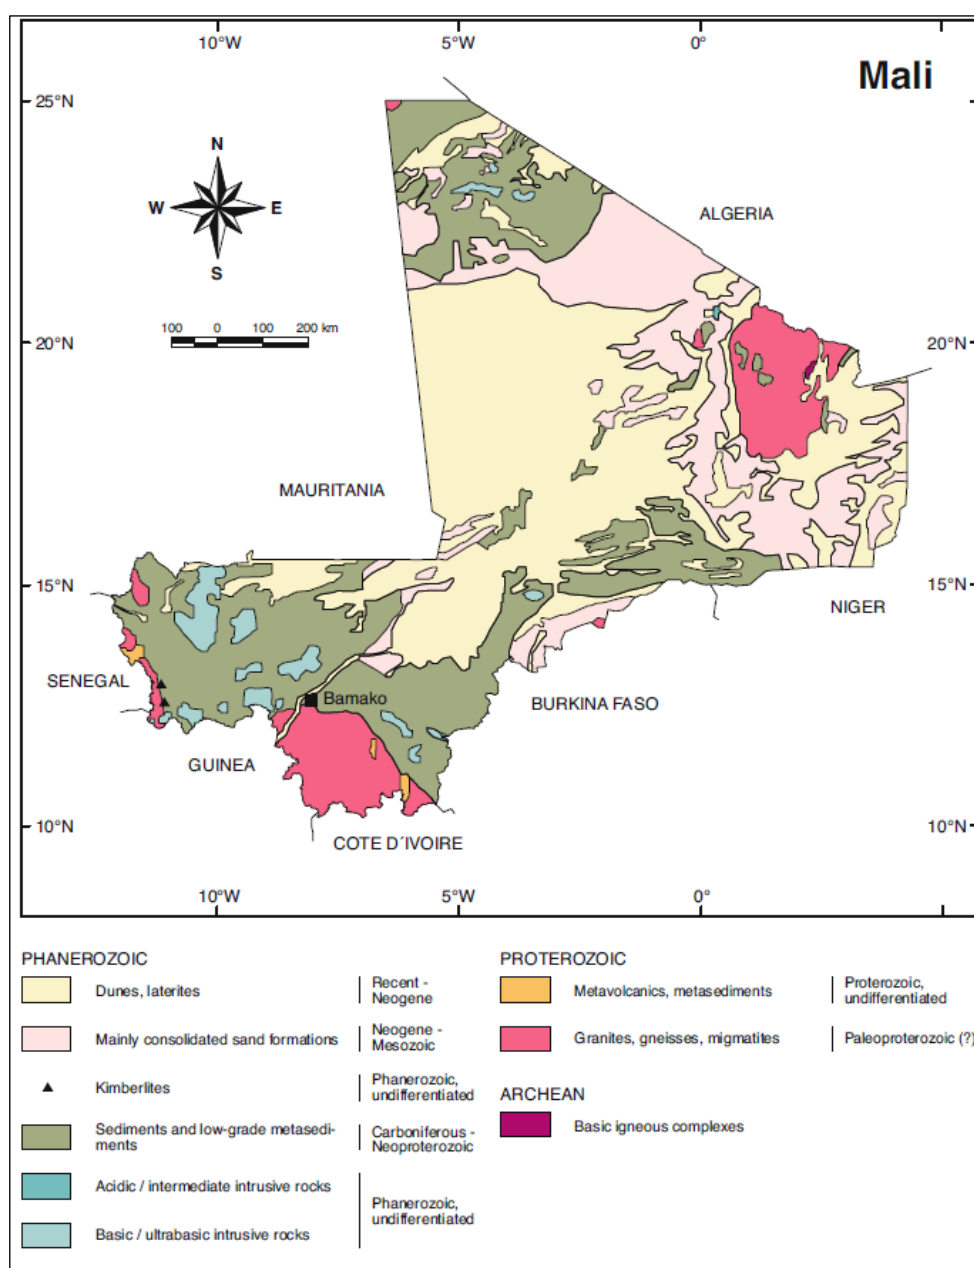 10°W 5°W 0°
Mali
25°N
N
W E
S
ALGERIA
100 0 100 200 km
20°N 20°N
MAURITANIA
15°N 15°N
NIGER
SENEGAL
Bamako
BURKINA FASO
GUINEA
10°N 10°N
COTE D´IVOIRE
10°W 5°W 0°
PHANEROZOIC
Dunes, laterites
Recent -
Neogene
Mainly consolidated sand formations
Neogene -
Mesozoic
Kimberlites
Phanerozoic,
undifferentiated
Sediments and low-grade metasedi-
ments
Carboniferous -
Neoproterozoic
Acidic / intermediate intrusive rocks
Basic / ultrabasic intrusive rocks
Phanerozoic,
undifferentiated
PROTEROZOIC
Metavolcanics, metasediments
Proterozoic,
undifferentiated
Granites, gneisses, migmatites
Paleoproterozoic (?)
ARCHEAN
Basic igneous complexes